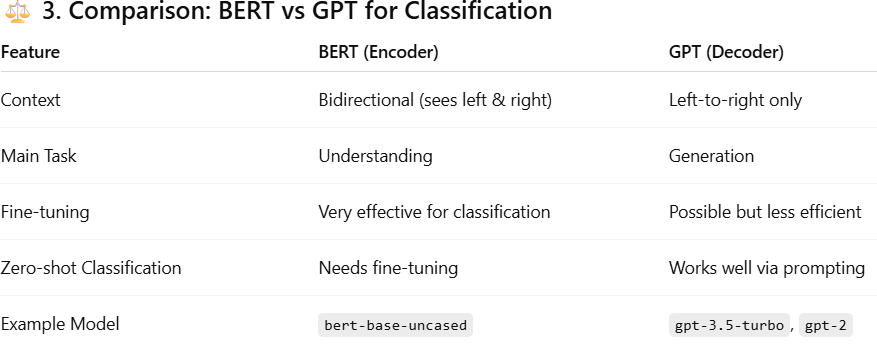 ⚖️ 3. Comparison: BERT vs GPT for Classification
Feature BERT (Encoder) GPT (Decoder)
Context Bidirectional (sees left & right) Left-to-right only
Main Task Understanding Generation
Fine-tuning Very effective for classification Possible but less efficient
Zero-shot Classification Needs fine-tuning Works well via prompting
Example Model bert-base-uncased gpt-3.5-turbo, gpt-2